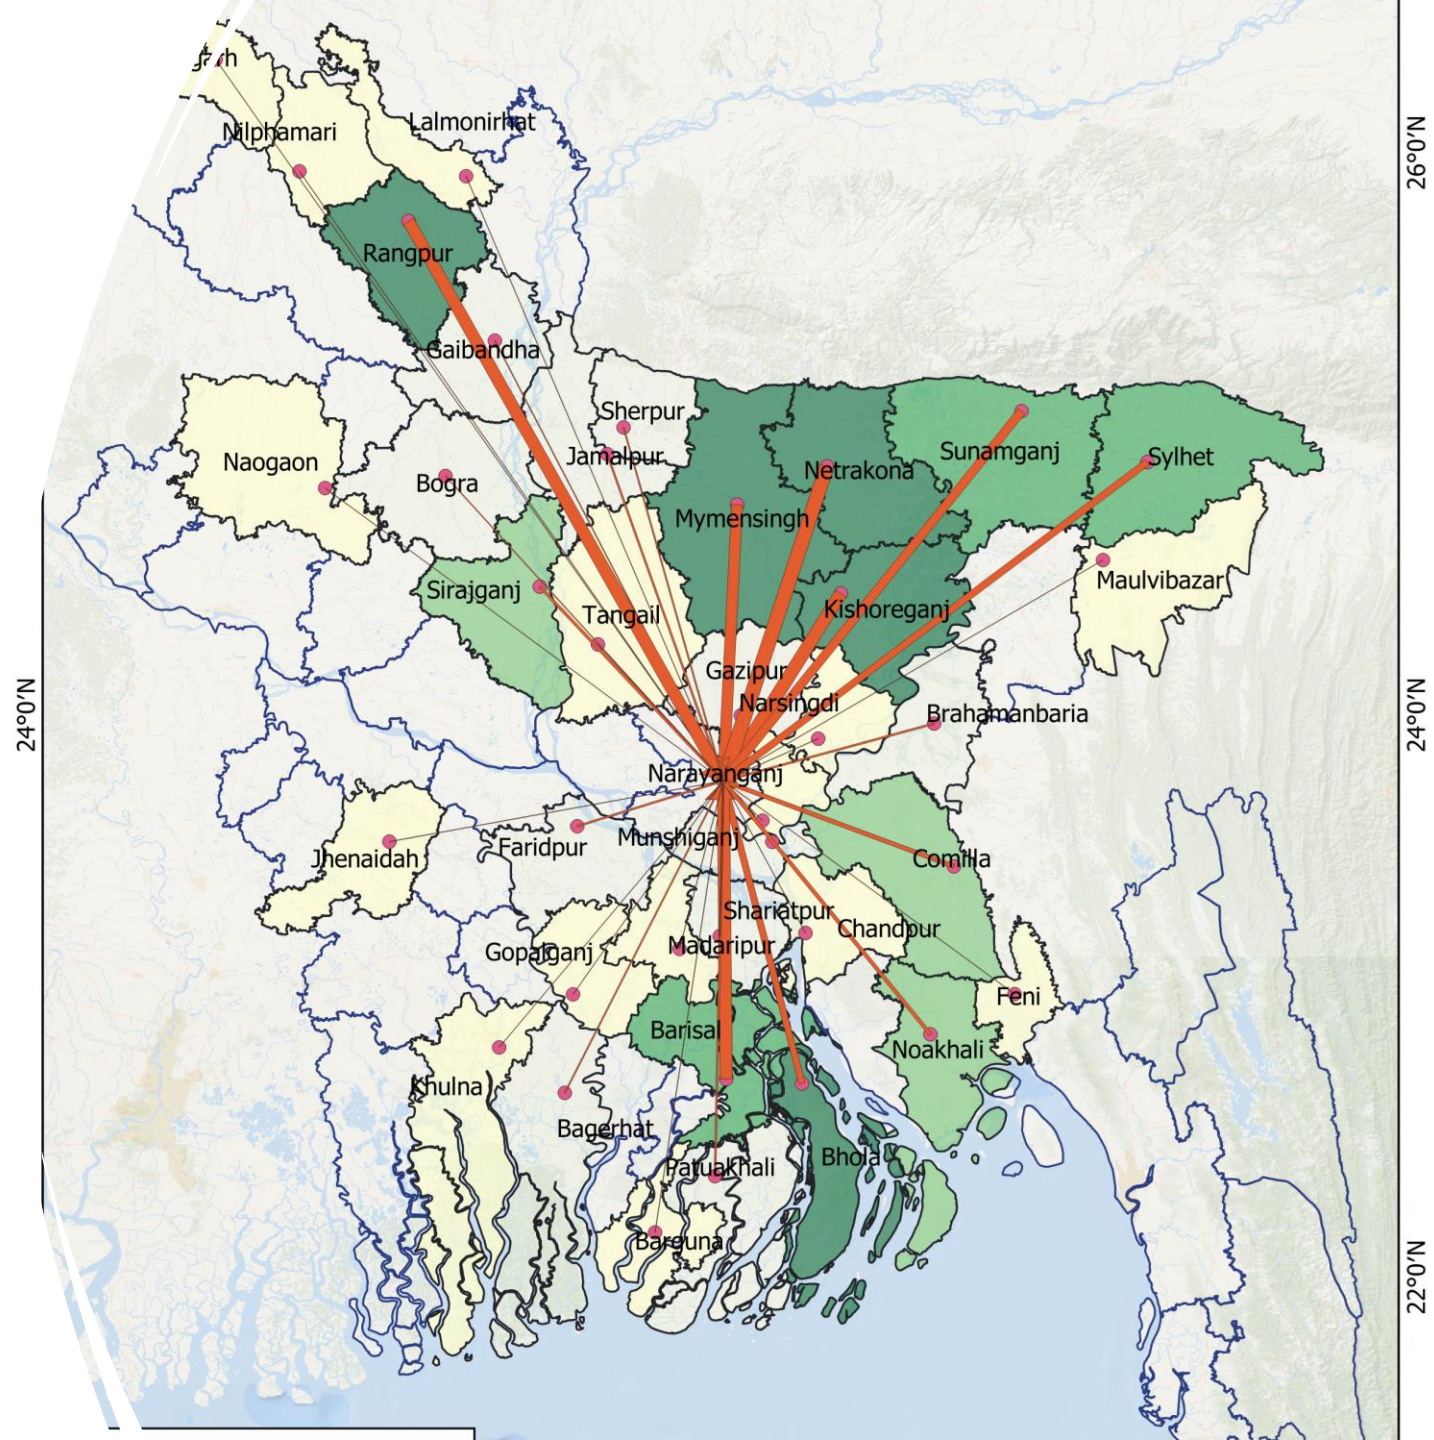 garh
Nilphamari
Lalmonirhat
26°0'N
Rangpur
Gaibandha
Sherpur
Jamalpur
Naogaon
Bogra
Netrakona
Sunamganj
Sylhet
Mymensingh
Sirajganj
Tangail
Kishoreganj
Maulvibazar
Gazipur
Narsingdi
Brahamanbaria
24°0'N
24°0'N
Narayanganj
Munshiganj
Faridpur
Jhenaidah
Comilla
Shariatpur
Chandpur
Gopalganj
Madaripur
Feni
Barisal
Noakhali
Khulna
Bagerhat
Patuakhali
Bhola
Barguna
22°0'N